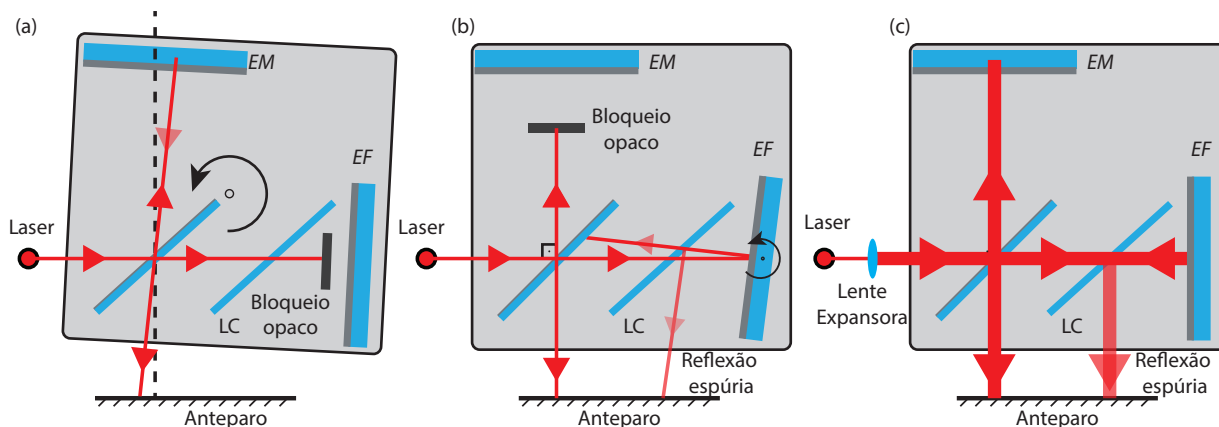 (a)
EM
EF
Laser
Bloqueio
opaco
LC
Anteparo
(b)
EM
Bloqueio
opaco
EF
Laser
LC
Reflexão
espúria
Anteparo
(c)
EM
EF
Laser
Lente
Expansora
LC
Reflexão
espúria
Anteparo